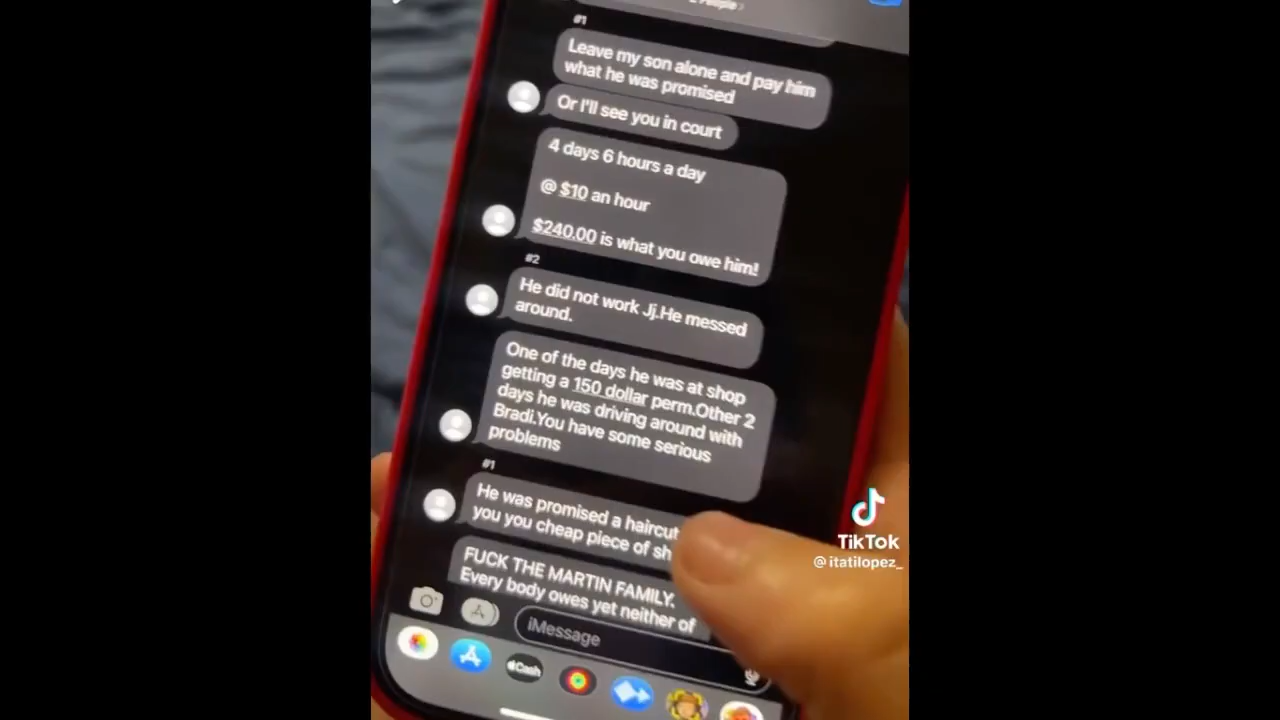 2 People
#1
Leave my son alone and pay him
what he was promised
Or I'll see you in court
4 days 6 hours a day
@ $10 an hour
$240.00 is what you owe him!
#2
He did not work Jj.He messed
around.
One of the days he was at shop
getting a 150 dollar perm.Other 2
days he was driving around with
Bradi.You have some serious
problems
#1
He was promised a haircut
you you cheap piece of sh
FUCK THE MARTIN FAMILY.
Every body owes yet neither of
iMessage
Cash
TikTok
@itatilopez_